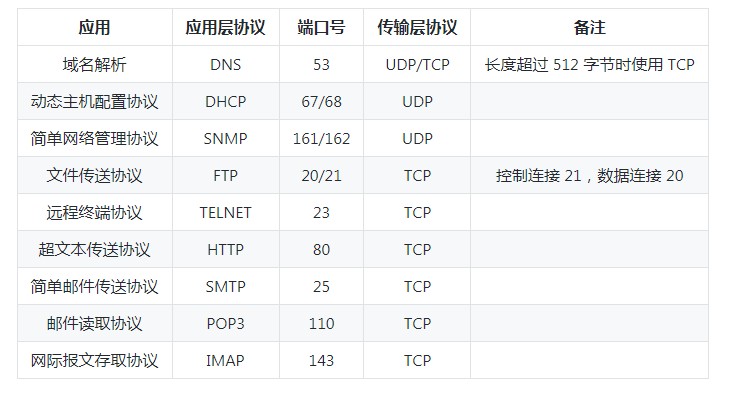 应用 应用层协议 端口号 传输层协议 备注
域名解析 DNS 53 UDP/TCP 长度超过 512 字节时使用 TCP
动态主机配置协议 DHCP 67/68 UDP
简单网络管理协议 SNMP 161/162 UDP
文件传送协议 FTP 20/21 TCP 控制连接 21，数据连接 20
远程终端协议 TELNET 23 TCP
超文本传送协议 HTTP 80 TCP
简单邮件传送协议 SMTP 25 TCP
邮件读取协议 POP3 110 TCP
网际报文存取协议 IMAP 143 TCP